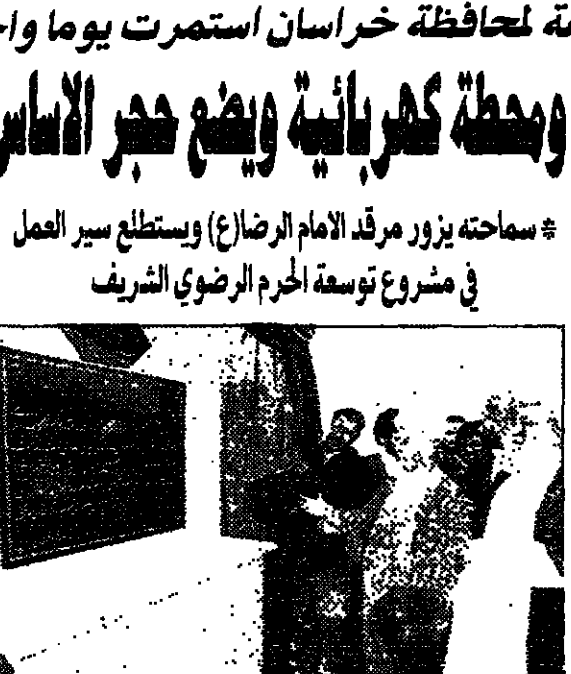 ة لمحافظة خراسان استمرت يوما وا
ومحطة كهربائية ويضع حجر الاساس
* سماحته يزور مرقد الامام الرضا(ع) ويستطلع سير العمل
في مشروع توسعة الحرم الرضوي الشريف